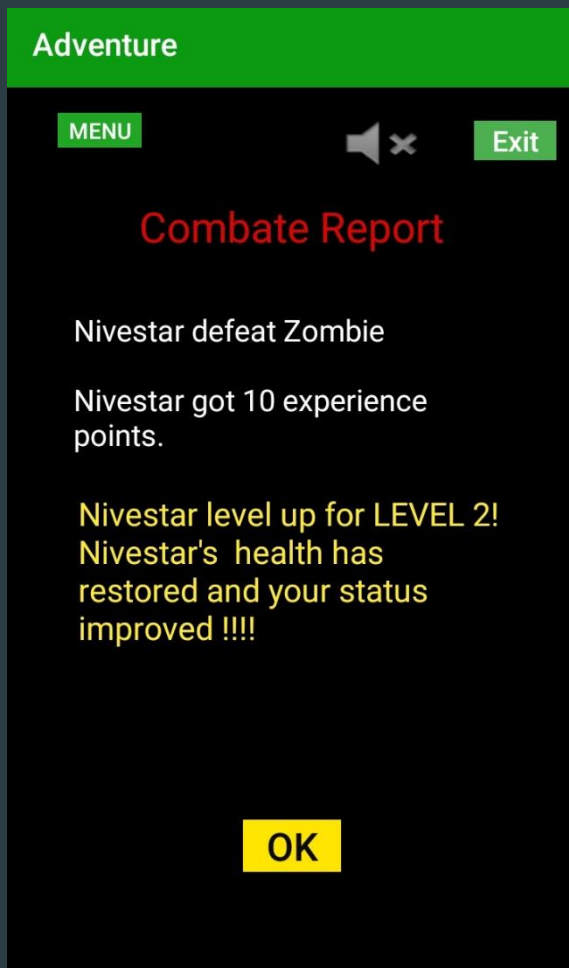 Adventure
MENU
Exit
Combate Report
Nivestar defeat Zombie
Nivestar got 10 experience
points.
Nivestar level up for LEVEL 2!
Nivestar's  health has
restored and your status
improved !!!!
OK